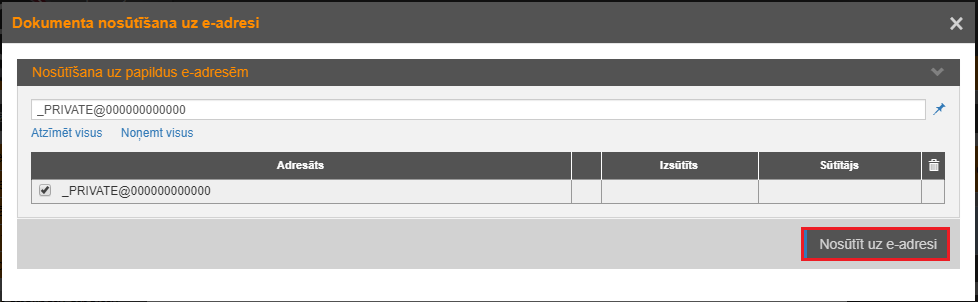 Dokumenta nosūtīšana uz e-adresi
Nosūtīšana uz papildus e-adresēm
_PRIVATE@000000000000
Atzīmēt visus Noņemt visus
Adresāts Izsūtīts Sūtītājs
_PRIVATE@000000000000
Nosūtīt uz e-adresi